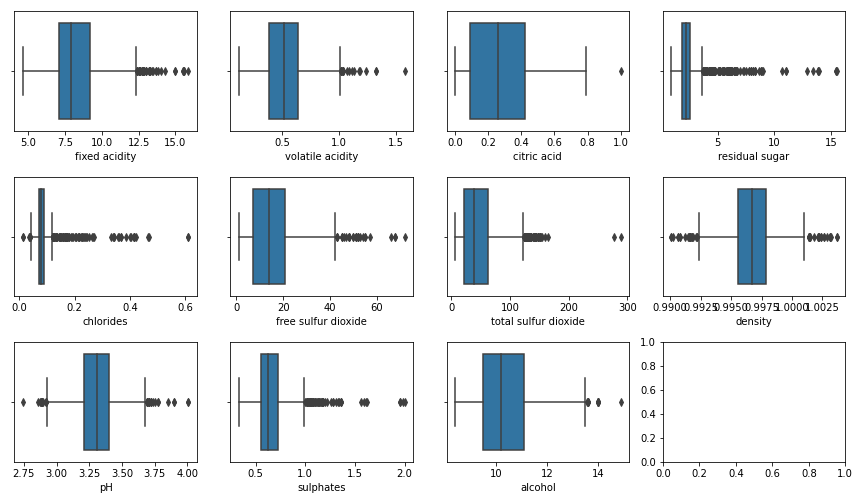 5.0 7.5 10.0 12.5 15.0
fixed acidity
0.5 1.0 1.5
volatile acidity
0.0 0.2 0.4 0.6 0.8 1.0
citric acid
5 10 15
residual sugar
0.0 0.2 0.4 0.6
chlorides
0 20 40 60
free sulfur dioxide
0 100 200 300
total sulfur dioxide
0.9900 0.9925 0.9950 0.9975 1.0000 1.0025
density
2.75 3.00 3.25 3.50 3.75 4.00
pH
0.5 1.0 1.5 2.0
sulphates
10 12 14
alcohol
1.0
0.8
0.6
0.4
0.2
0.0
0.0 0.2 0.4 0.6 0.8 1.0